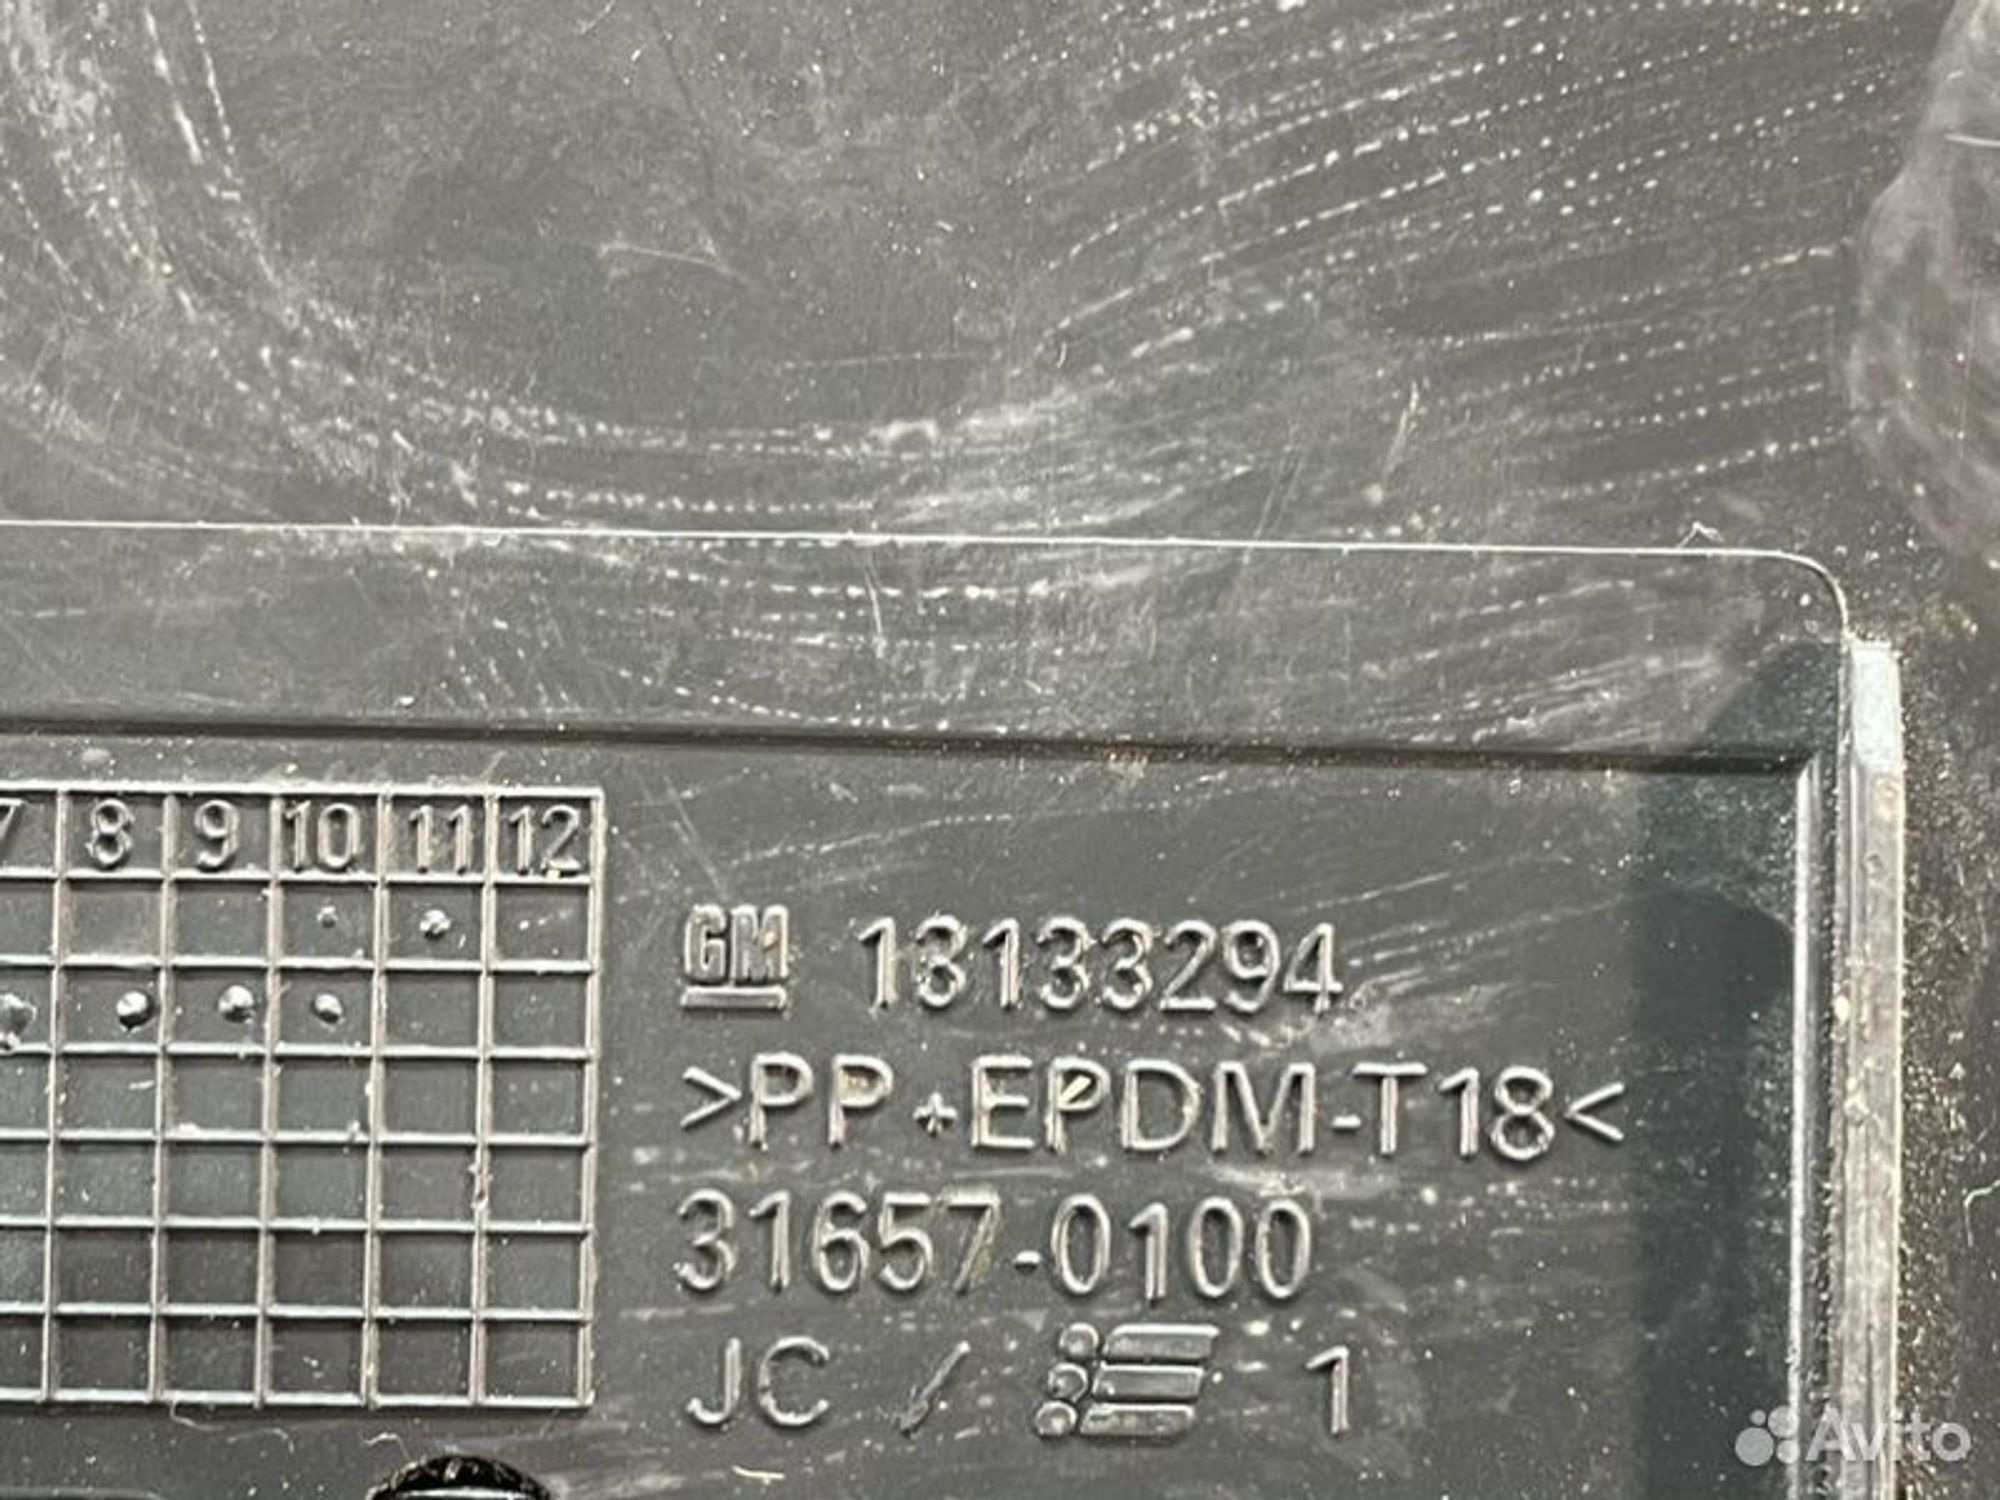 7 8 9 10 11 12
GM 13133294
>PP+EPDM-T18<
31657-0100
JC / 1
Avito